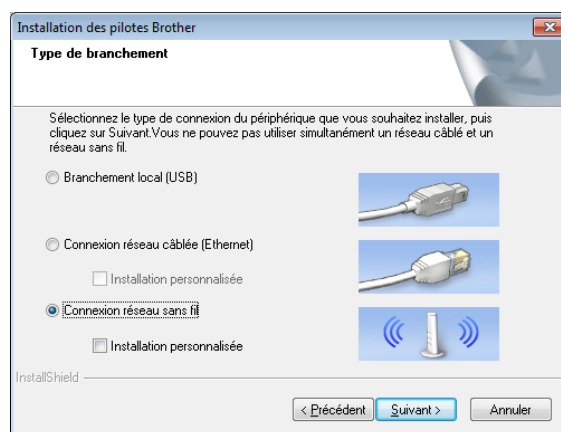 Installation des pilotes Brother
Type de branchement
Sélectionnez le type de connexion du périphérique que vous souhaitez installer, puis
cliquez sur Suivant.Vous ne pouvez pas utiliser simultanément un réseau câblé et un
réseau sans fil.
Branchement local (USB)
Connexion réseau câblée (Ethernet)
Installation personnalisée
Connexion réseau sans fil
Installation personnalisée
InstallShield
< Précédent Suivant > Annuler